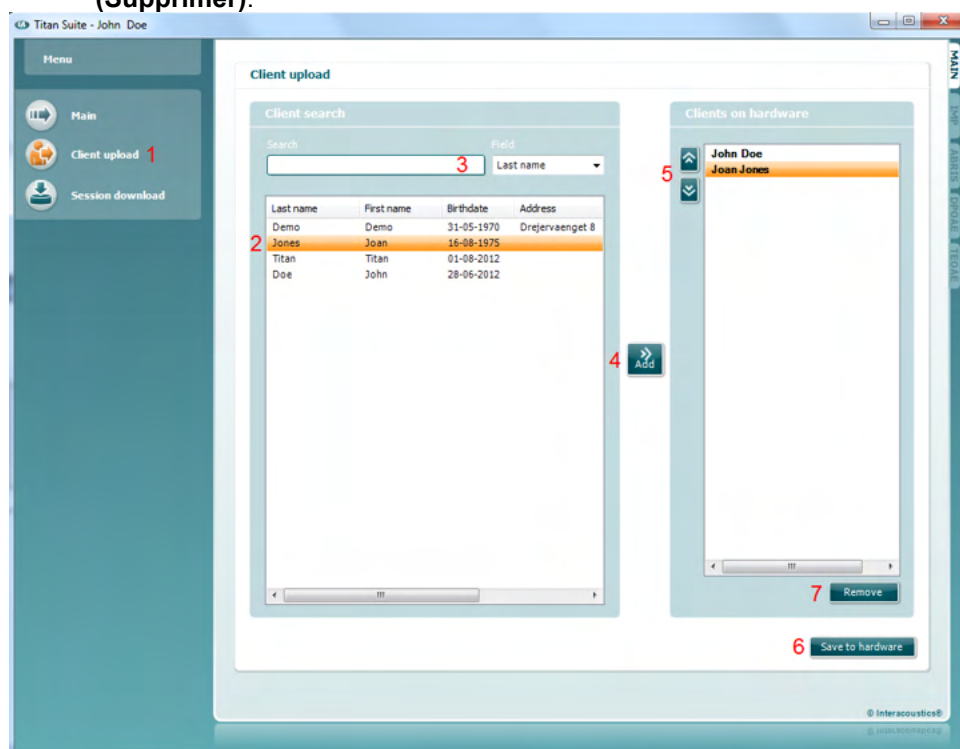 (Supprimer).
Titan Suite - John Doe
Menu
Main
Client upload 1
Session download
Client upload
Client search
Search
Field
3
Last name
Last name First name Birthdate Address
Demo Demo 31-05-1970 Drejervaenget 8
2 Jones Joan 16-08-1975
Titan Titan 01-08-2012
Doe John 28-06-2012
4
Add
Clients on hardware
5
John Doe
Joan Jones
7 Remove
6 Save to hardware
© Interacoustics®
MAIN
IMP
ABRIS
DPOAE
TEOAE